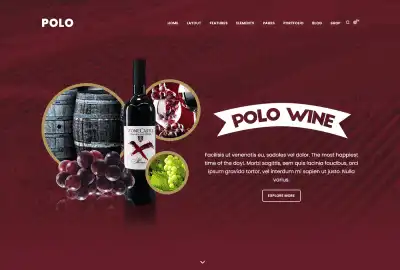 POLO
HOME LAYOUT FEATURES ELEMENTS PAGES PORTFOLIO BLOG SHOP
POLO WINE
Facilisis ut venenatis eu, sodales vel dolor. The most happiest
time of the day!. Morbi sagittis, sem quis lacinia faucibus, orci
ipsum gravida tortor, vel interdum mi sapien ut justo. Nulla
varius.
EXPLORE MORE